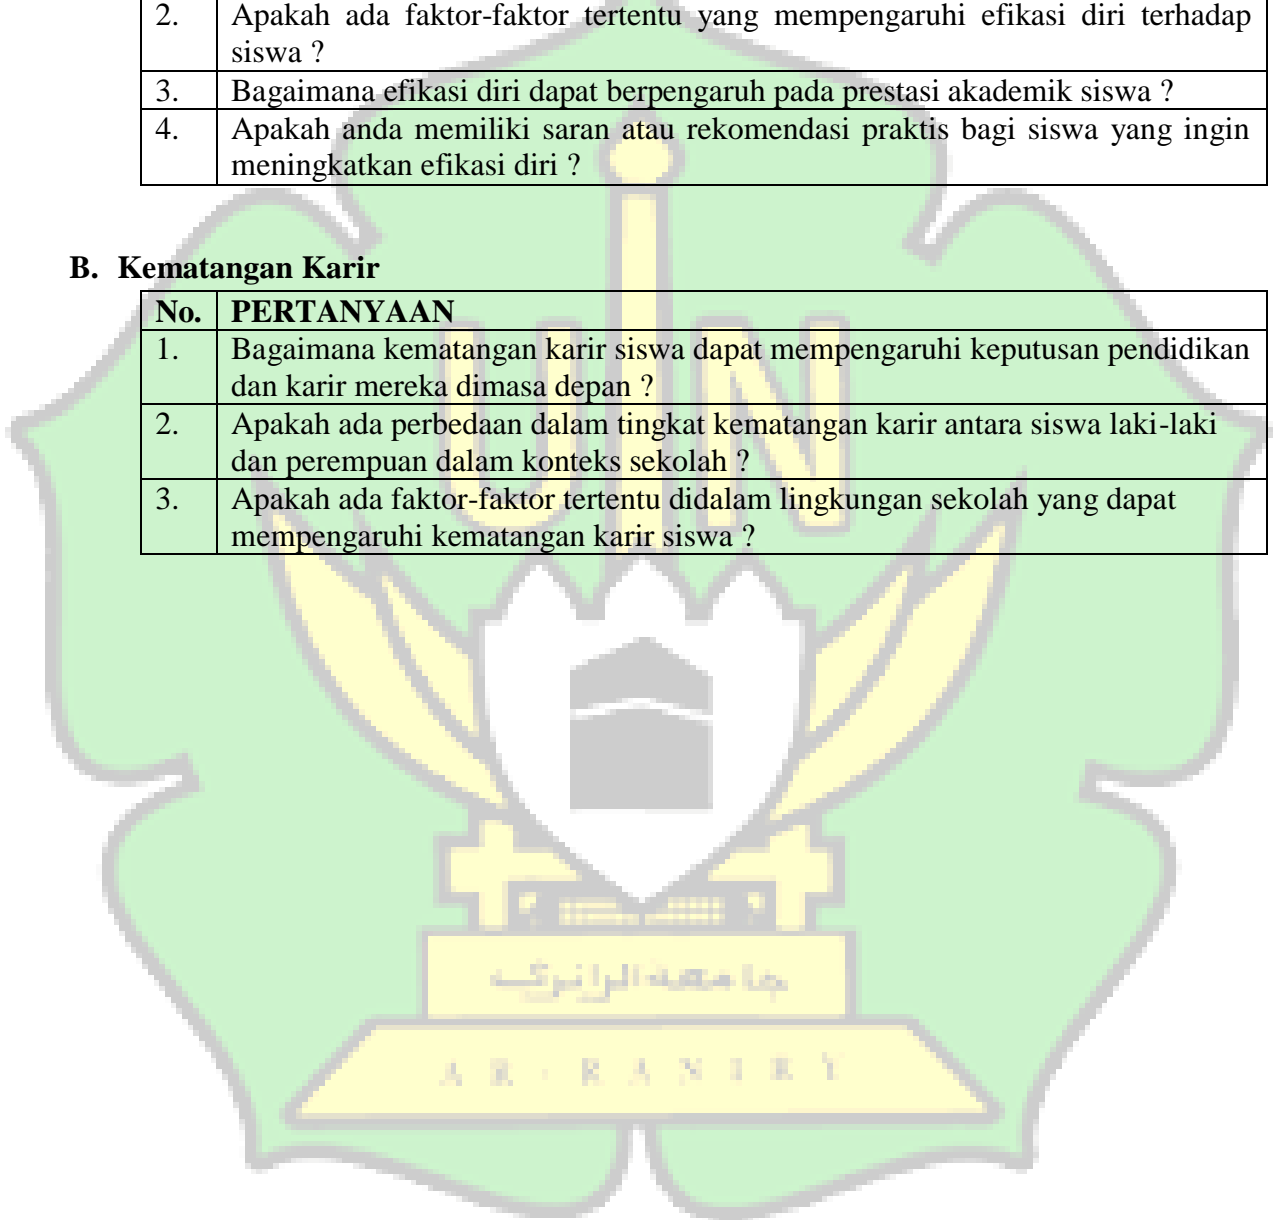 2. Apakah ada faktor-faktor tertentu yang mempengaruhi efikasi diri terhadap
siswa ?
3. Bagaimana efikasi diri dapat berpengaruh pada prestasi akademik siswa ?
4. Apakah anda memiliki saran atau rekomendasi praktis bagi siswa yang ingin
meningkatkan efikasi diri ?
B. Kematangan Karir
No. PERTANYAAN
1. Bagaimana kematangan karir siswa dapat mempengaruhi keputusan pendidikan
dan karir mereka dimasa depan ?
2. Apakah ada perbedaan dalam tingkat kematangan karir antara siswa laki-laki
dan perempuan dalam konteks sekolah ?
3. Apakah ada faktor-faktor tertentu didalam lingkungan sekolah yang dapat
mempengaruhi kematangan karir siswa ?
UIN
جامعة الرانري
AR - RANIRY